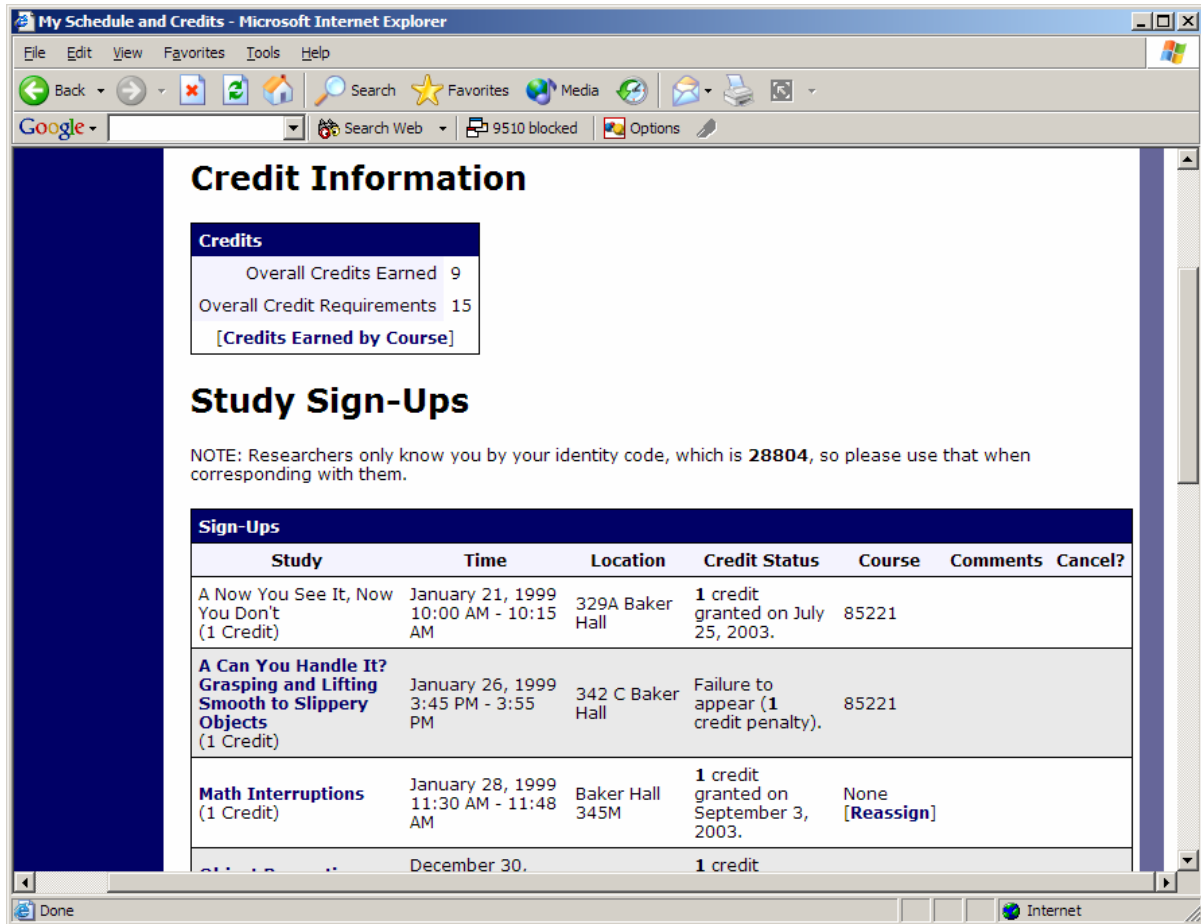 My Schedule and Credits - Microsoft Internet Explorer
File Edit View Favorites Tools Help
Back Search Favorites Media
Google Search Web 9510 blocked Options
Credit Information
Credits
Overall Credits Earned 9
Overall Credit Requirements 15
[Credits Earned by Course]
Study Sign-Ups
NOTE: Researchers only know you by your identity code, which is 28804, so please use that when
corresponding with them.
Sign-Ups
Study Time Location Credit Status Course Comments Cancel?
A Now You See It, Now
You Don't
(1 Credit)
January 21, 1999
10:00 AM - 10:15
AM
329A Baker
Hall
1 credit
granted on July
25, 2003.
85221
A Can You Handle It?
Grasping and Lifting
Smooth to Slippery
Objects
(1 Credit)
January 26, 1999
3:45 PM - 3:55
PM
342 C Baker
Hall
Failure to
appear (1
credit penalty).
85221
Math Interruptions
(1 Credit)
January 28, 1999
11:30 AM - 11:48
AM
Baker Hall
345M
1 credit
granted on
September 3,
2003.
None
[Reassign]
December 30,
1 credit
Done Internet